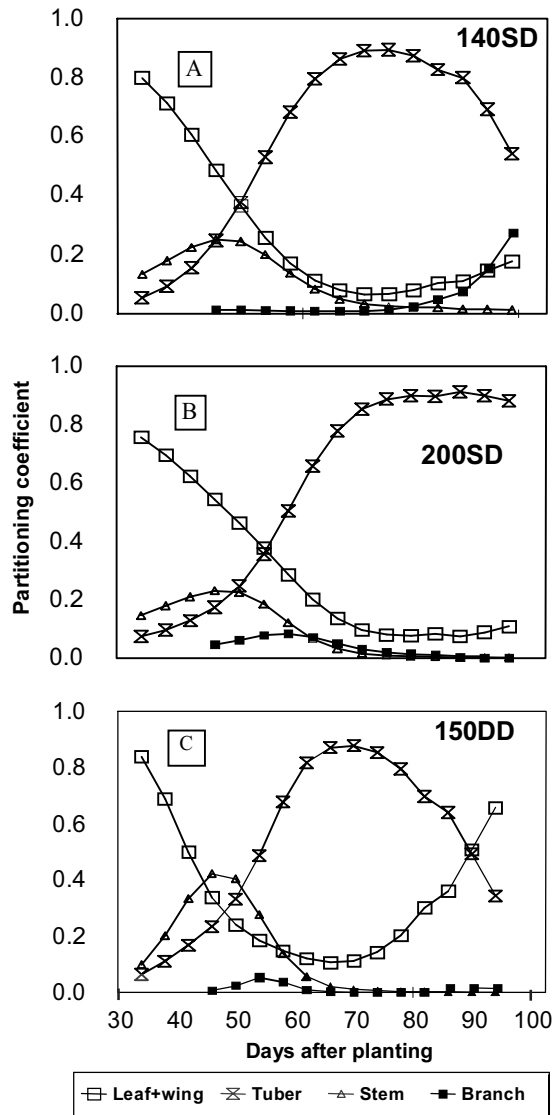 140SD
A
1.0
0.8
0.6
0.4
0.2
0.0
200SD
B
1.0
0.8
0.6
0.4
0.2
0.0
Partitioning coefficient
150DD
C
1.0
0.8
0.6
0.4
0.2
0.0
30 40 50 60 70 80 90 100
Days after planting
Leaf+wing Tuber Stem Branch